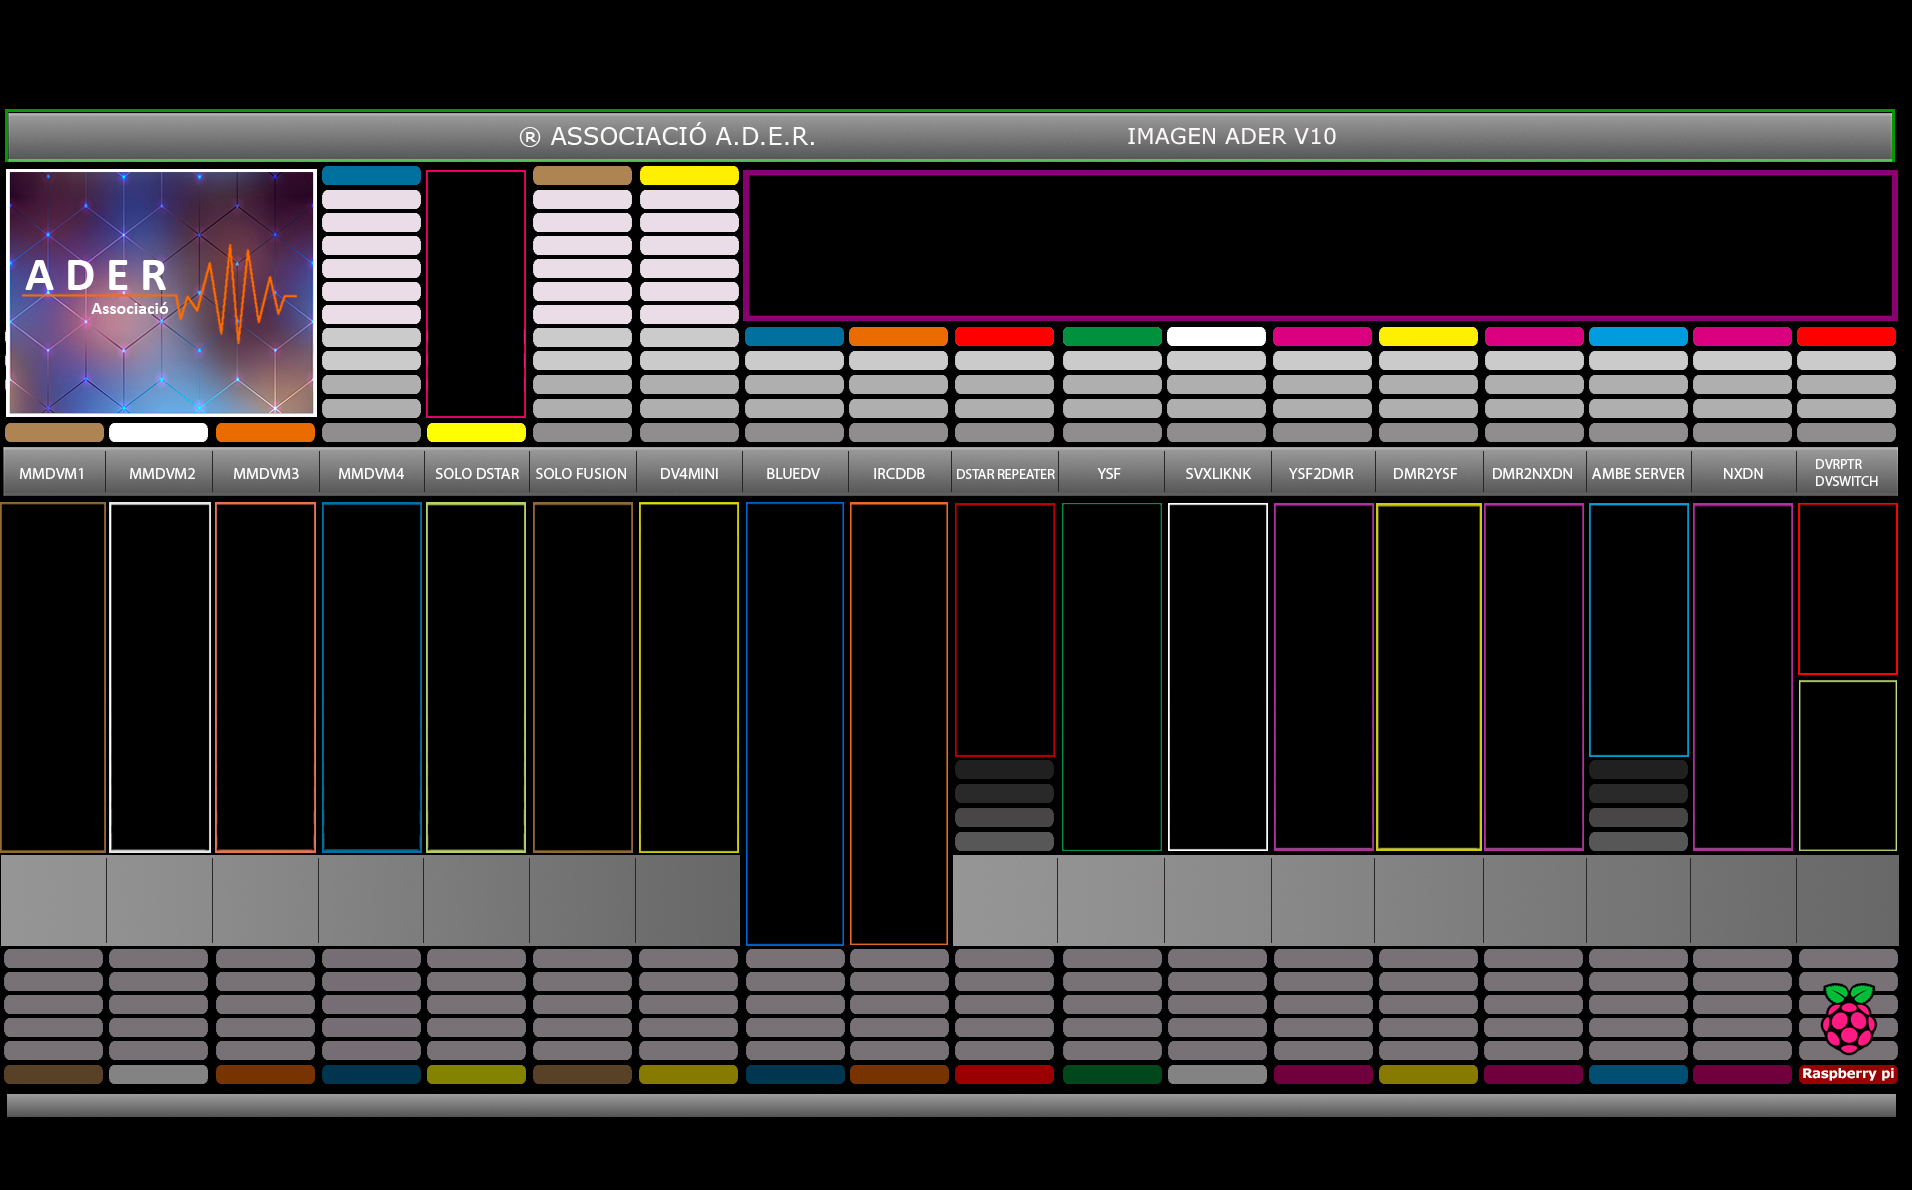 ® ASSOCIACIÓ A.D.E.R.
IMAGEN ADER V10
ADER
Associació
MMDVM1
MMDVM2
MMDVM3
MMDVM4
SOLO DSTAR
SOLO FUSION
DV4MINI
BLUEDV
IRCDDB
DSTAR REPEATER
YSF
SVXLIKNK
YSF2DMR
DMR2YSF
DMR2NXDN
AMBE SERVER
NXDN
DVRPTR
DVSWITCH
Raspberry pi